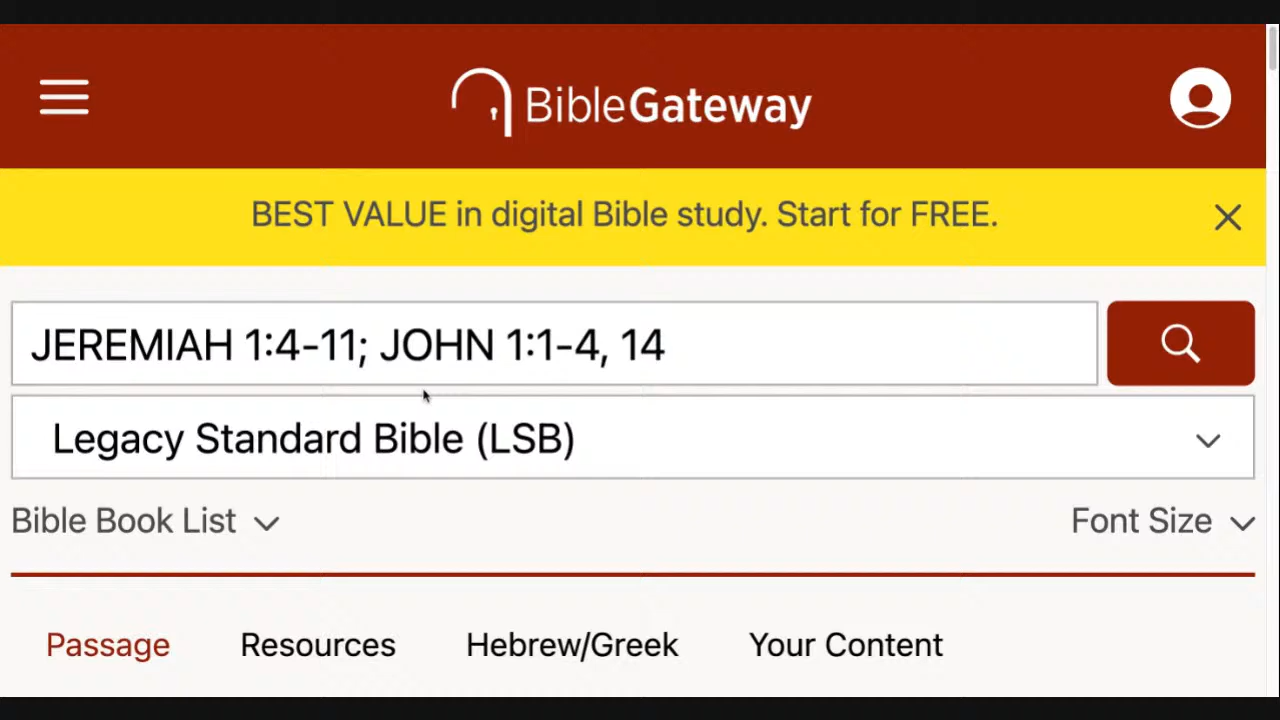 BibleGateway
BEST VALUE in digital Bible study. Start for FREE.
JEREMIAH 1:4-11; JOHN 1:1-4, 14
Legacy Standard Bible (LSB)
Bible Book List
Font Size
Passage
Resources
Hebrew/Greek
Your Content